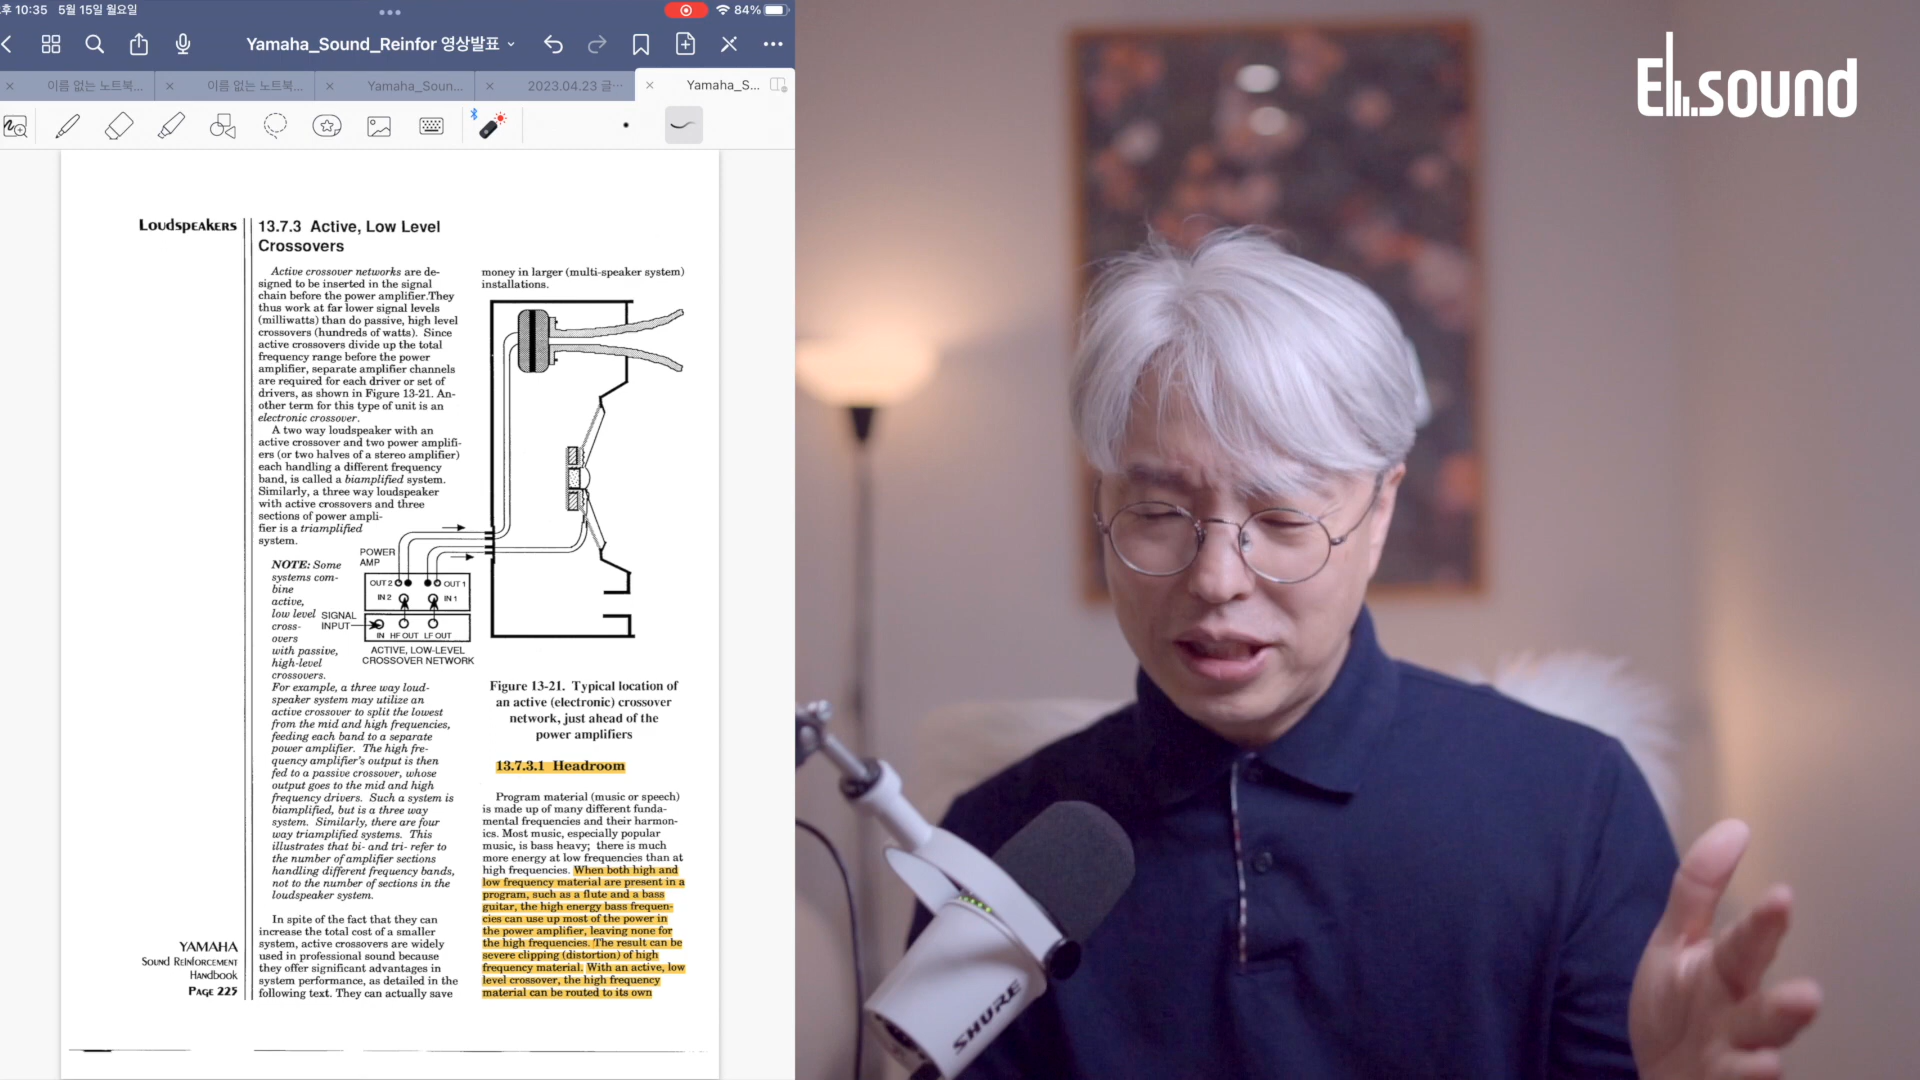 후 10:35 5월 15일 월요일
84%
Yamaha_Sound_Reinfor 영상발표
이름 없는 노트북...
이름 없는 노트북...
Yamaha_Soun...
2023.04.23 글...
Yamaha_S...
El.sound
Loudspeakers
13.7.3 Active, Low Level
Crossovers
Active crossover networks are de-
signed to be inserted in the signal
chain before the power amplifier.They
thus work at far lower signal levels
(milliwatts) than do passive, high level
crossovers (hundreds of watts). Since
active crossovers divide up the total
frequency range before the power
amplifier, separate amplifier channels
are required for each driver or set of
drivers, as shown in Figure 13-21. An-
other term for this type of unit is an
electronic crossover.
A two way loudspeaker with an
active crossover and two power amplifi-
ers (or two halves of a stereo amplifier)
each handling a different frequency
band, is called a biamplified system.
Similarly, a three way loudspeaker
with active crossovers and three
sections of power ampli-
fier is a triamplified
system.
NOTE: Some
systems com-
bine
active,
low level
cross-
overs
with passive,
high-level
crossovers.
For example, a three way loud-
speaker system may utilize an
active crossover to split the lowest
from the mid and high frequencies,
feeding each band to a separate
power amplifier. The high fre-
quency amplifier's output is then
fed to a passive crossover, whose
output goes to the mid and high
frequency drivers. Such a system is
biamplified, but is a three way
system. Similarly, there are four
way triamplified systems. This
illustrates that bi- and tri- refer to
the number of amplifier sections
handling different frequency bands,
not to the number of sections in the
loudspeaker system.
In spite of the fact that they can
increase the total cost of a smaller
system, active crossovers are widely
used in professional sound because
they offer significant advantages in
system performance, as detailed in the
following text. They can actually save
money in larger (multi-speaker system)
installations.
POWER
AMP
OUT 2
OUT 1
IN 2
IN 1
SIGNAL
INPUT
IN HF OUT LF OUT
ACTIVE, LOW-LEVEL
CROSSOVER NETWORK
Figure 13-21. Typical location of
an active (electronic) crossover
network, just ahead of the
power amplifiers
13.7.3.1 Headroom
Program material (music or speech)
is made up of many different funda-
mental frequencies and their harmon-
ics. Most music, especially popular
music, is bass heavy; there is much
more energy at low frequencies than at
high frequencies. When both high and
low frequency material are present in a
program, such as a flute and a bass
guitar, the high energy bass frequen-
cies can use up most of the power in
the power amplifier, leaving none for
the high frequencies. The result can be
severe clipping (distortion) of high
frequency material. With an active, low
level crossover, the high frequency
material can be routed to its own
YAMAHA
Sound Reinforcement
Handbook
Page 225
SHURE